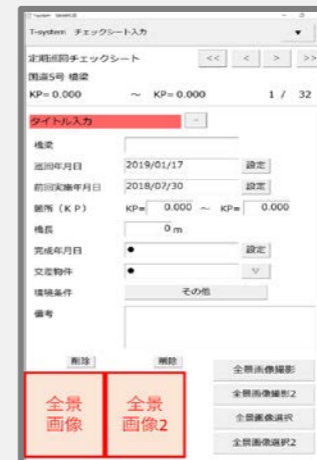 T-system チェックシート入力 ▼
定期巡回チェックシート << < > >>
国道5号 橋梁
KP= 0.000 ～ KP= 0.000 1 / 32
タイトル入力
橋梁
巡回年月日 2019/01/17 設定
前回実施年月日 2018/07/30 設定
箇所（ＫＰ） KP= 0.000 ～ KP= 0.000
橋長 0 m
完成年月日 ● 設定
交差物件 ● ▽
環境条件 その他
備考
削除 削除
全景画像 全景画像2
全景画像撮影
全景画像撮影2
全景画像選択
全景画像選択2